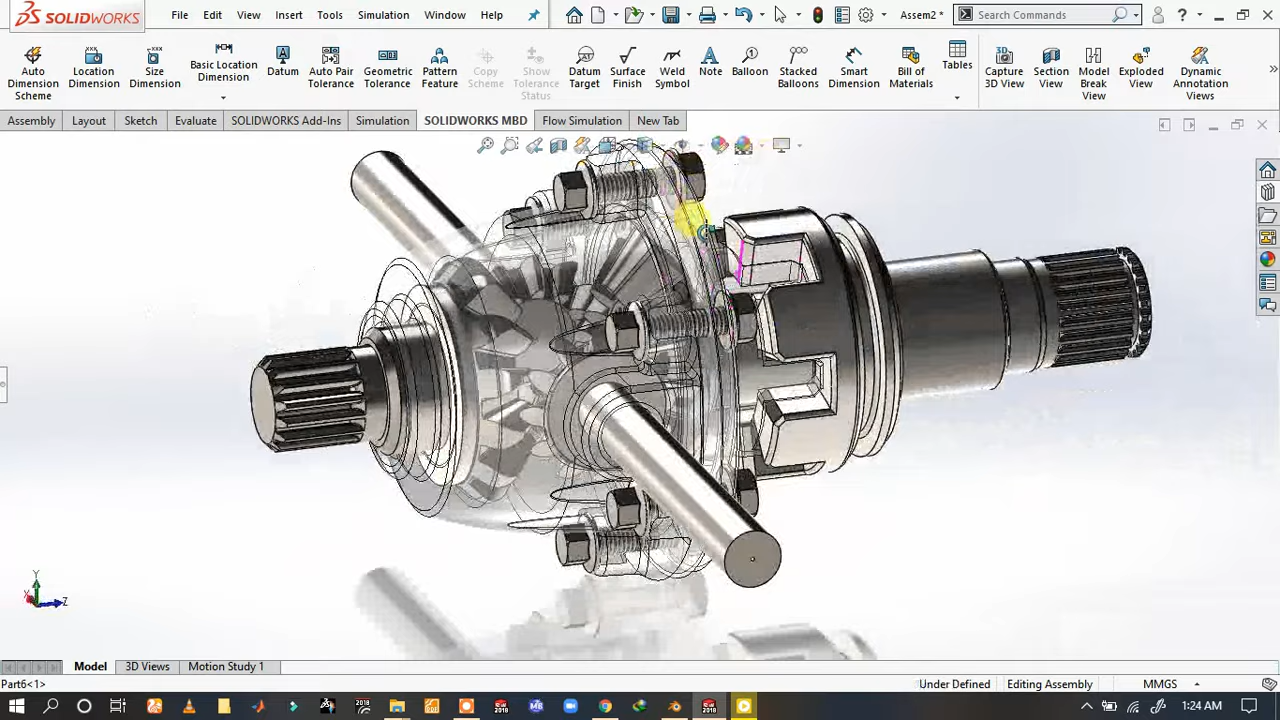 SOLIDWORKS
File Edit View Insert Tools Simulation Window Help
Assem2 *
Search Commands
?
Auto Dimension Scheme
Location Dimension
Size Dimension
Basic Location Dimension
Datum
Auto Pair Tolerance
Geometric Tolerance
Pattern Feature
Copy Scheme
Show Tolerance Status
Datum Target
Surface Finish
Weld Symbol
Note
Balloon
Stacked Balloons
Smart Dimension
Bill of Materials
Tables
Capture 3D View
Section View
Model Break View
Exploded View
Dynamic Annotation Views
Assembly Layout Sketch Evaluate SOLIDWORKS Add-Ins Simulation SOLIDWORKS MBD Flow Simulation New Tab
Y
X
Z
Model 3D Views Motion Study 1
Part6<1>
Under Defined Editing Assembly MMGS
2018
1:24 AM